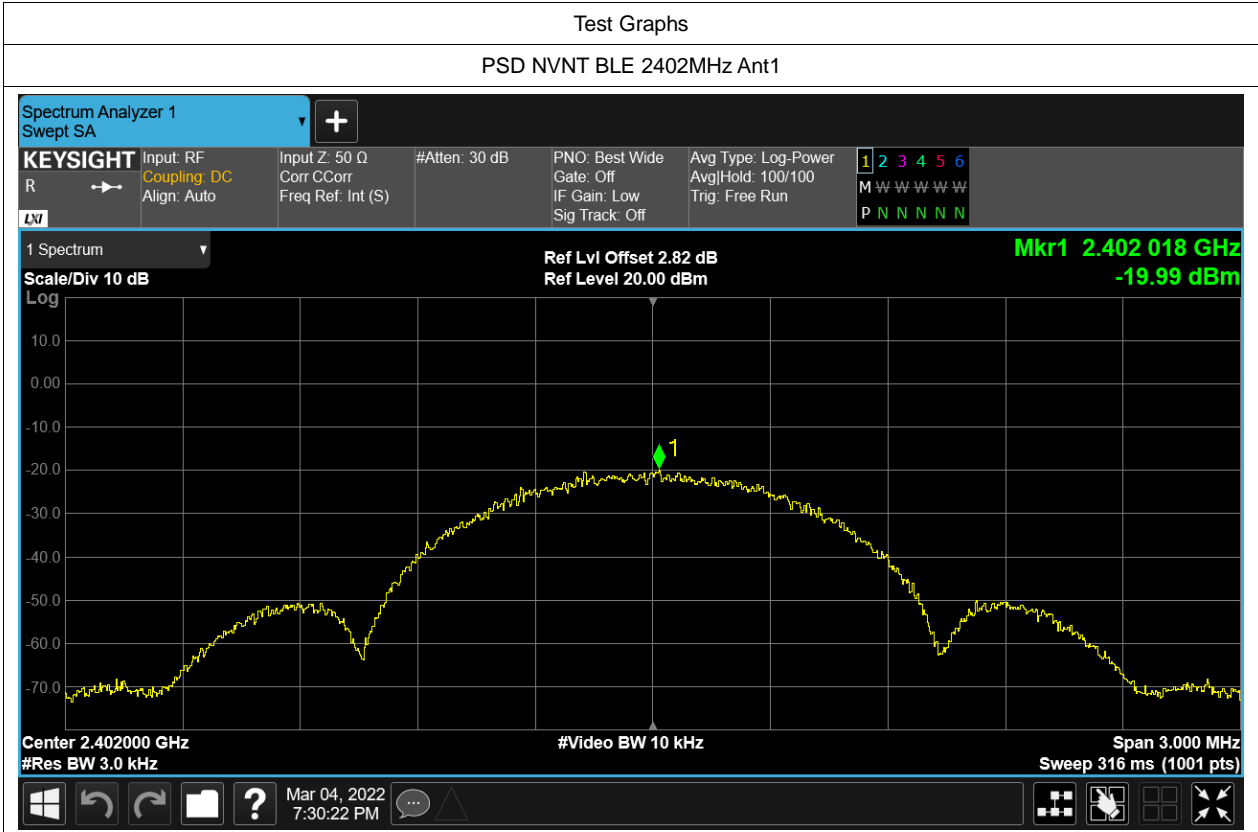 Test Graphs
PSD NVNT BLE 2402MHz Ant1
Spectrum Analyzer 1
Swept SA
KEYSIGHT
R
LXI
Input: RF
Coupling: DC
Align: Auto
Input Z: 50 Ω
Corr CCorr
Freq Ref: Int (S)
#Atten: 30 dB
PNO: Best Wide
Gate: Off
IF Gain: Low
Sig Track: Off
Avg Type: Log-Power
Avg|Hold: 100/100
Trig: Free Run
1 2 3 4 5 6
M W W W W W W
P N N N N N
1 Spectrum
Scale/Div 10 dB
Log
Ref Lvl Offset 2.82 dB
Ref Level 20.00 dBm
Mkr1 2.402 018 GHz
-19.99 dBm
10.0
0.00
-10.0
1
-20.0
-30.0
-40.0
-50.0
-60.0
-70.0
Center 2.402000 GHz
#Res BW 3.0 kHz
#Video BW 10 kHz
Span 3.000 MHz
Sweep 316 ms (1001 pts)
?
Mar 04, 2022
7:30:22 PM